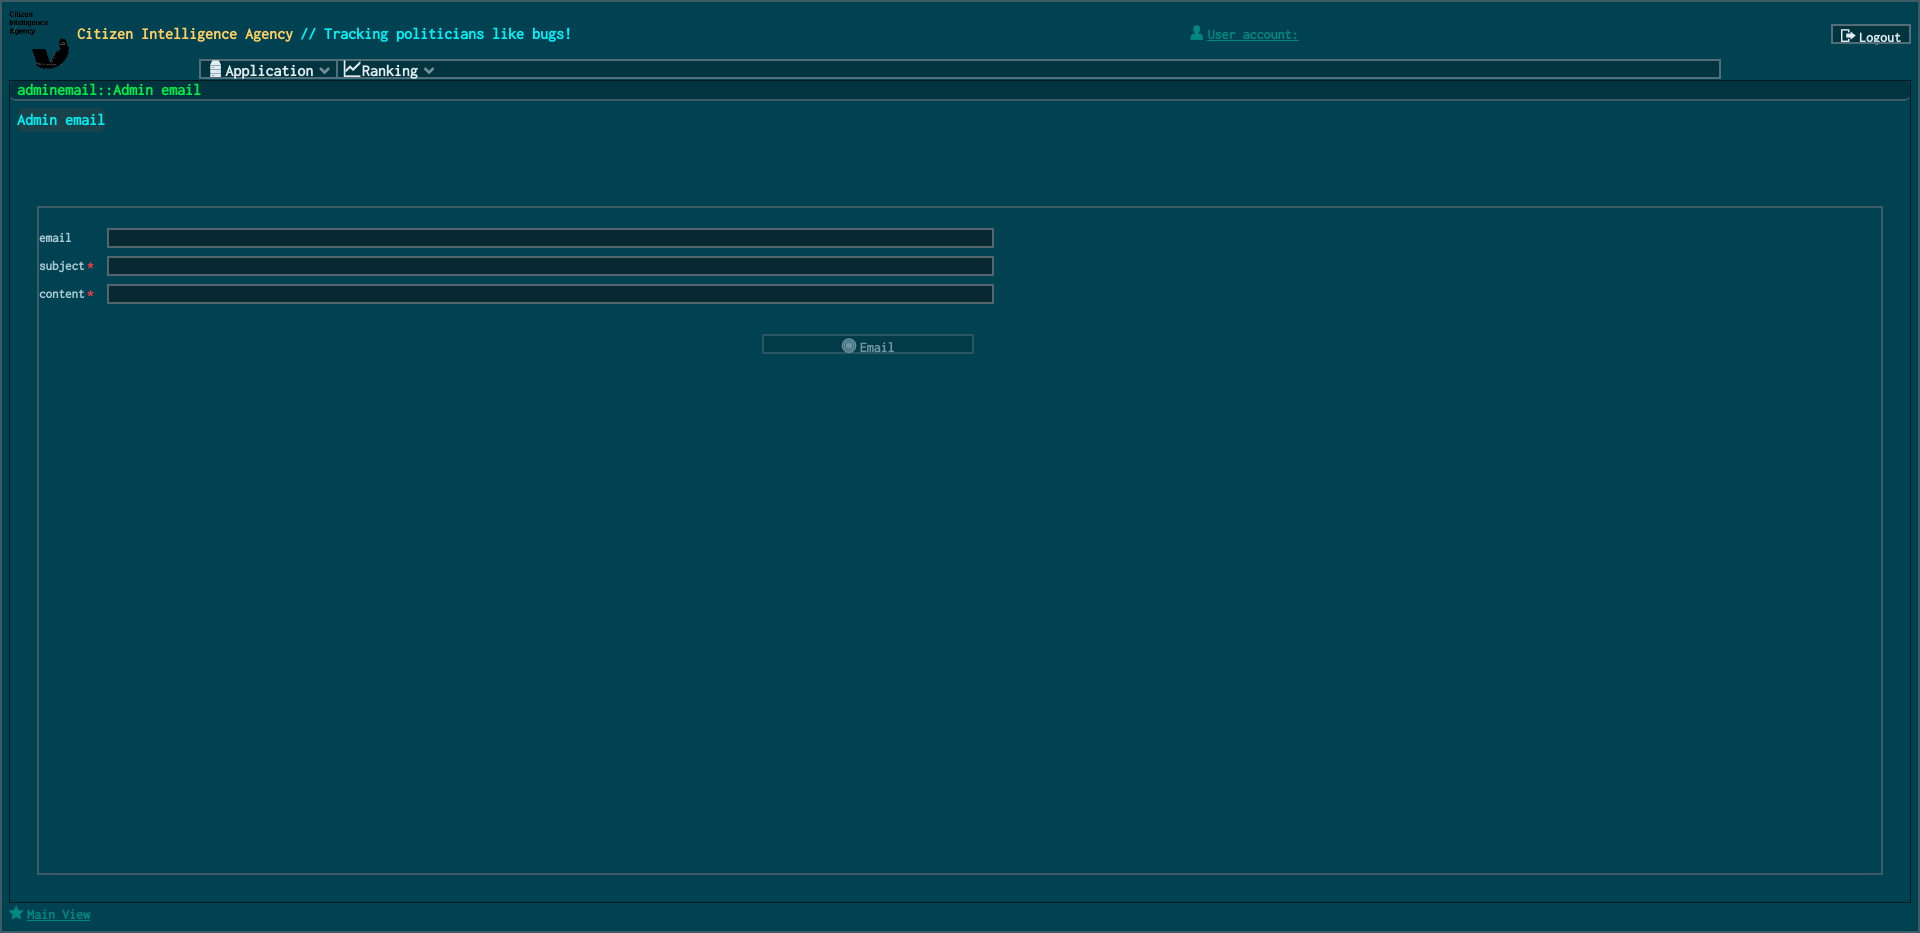 Citizen
Intelligence
Agency
Citizen Intelligence Agency // Tracking politicians like bugs!
User account:
Logout
Application
Ranking
adminemail::Admin email
Admin email
email
subject*
content*
Email
Main View